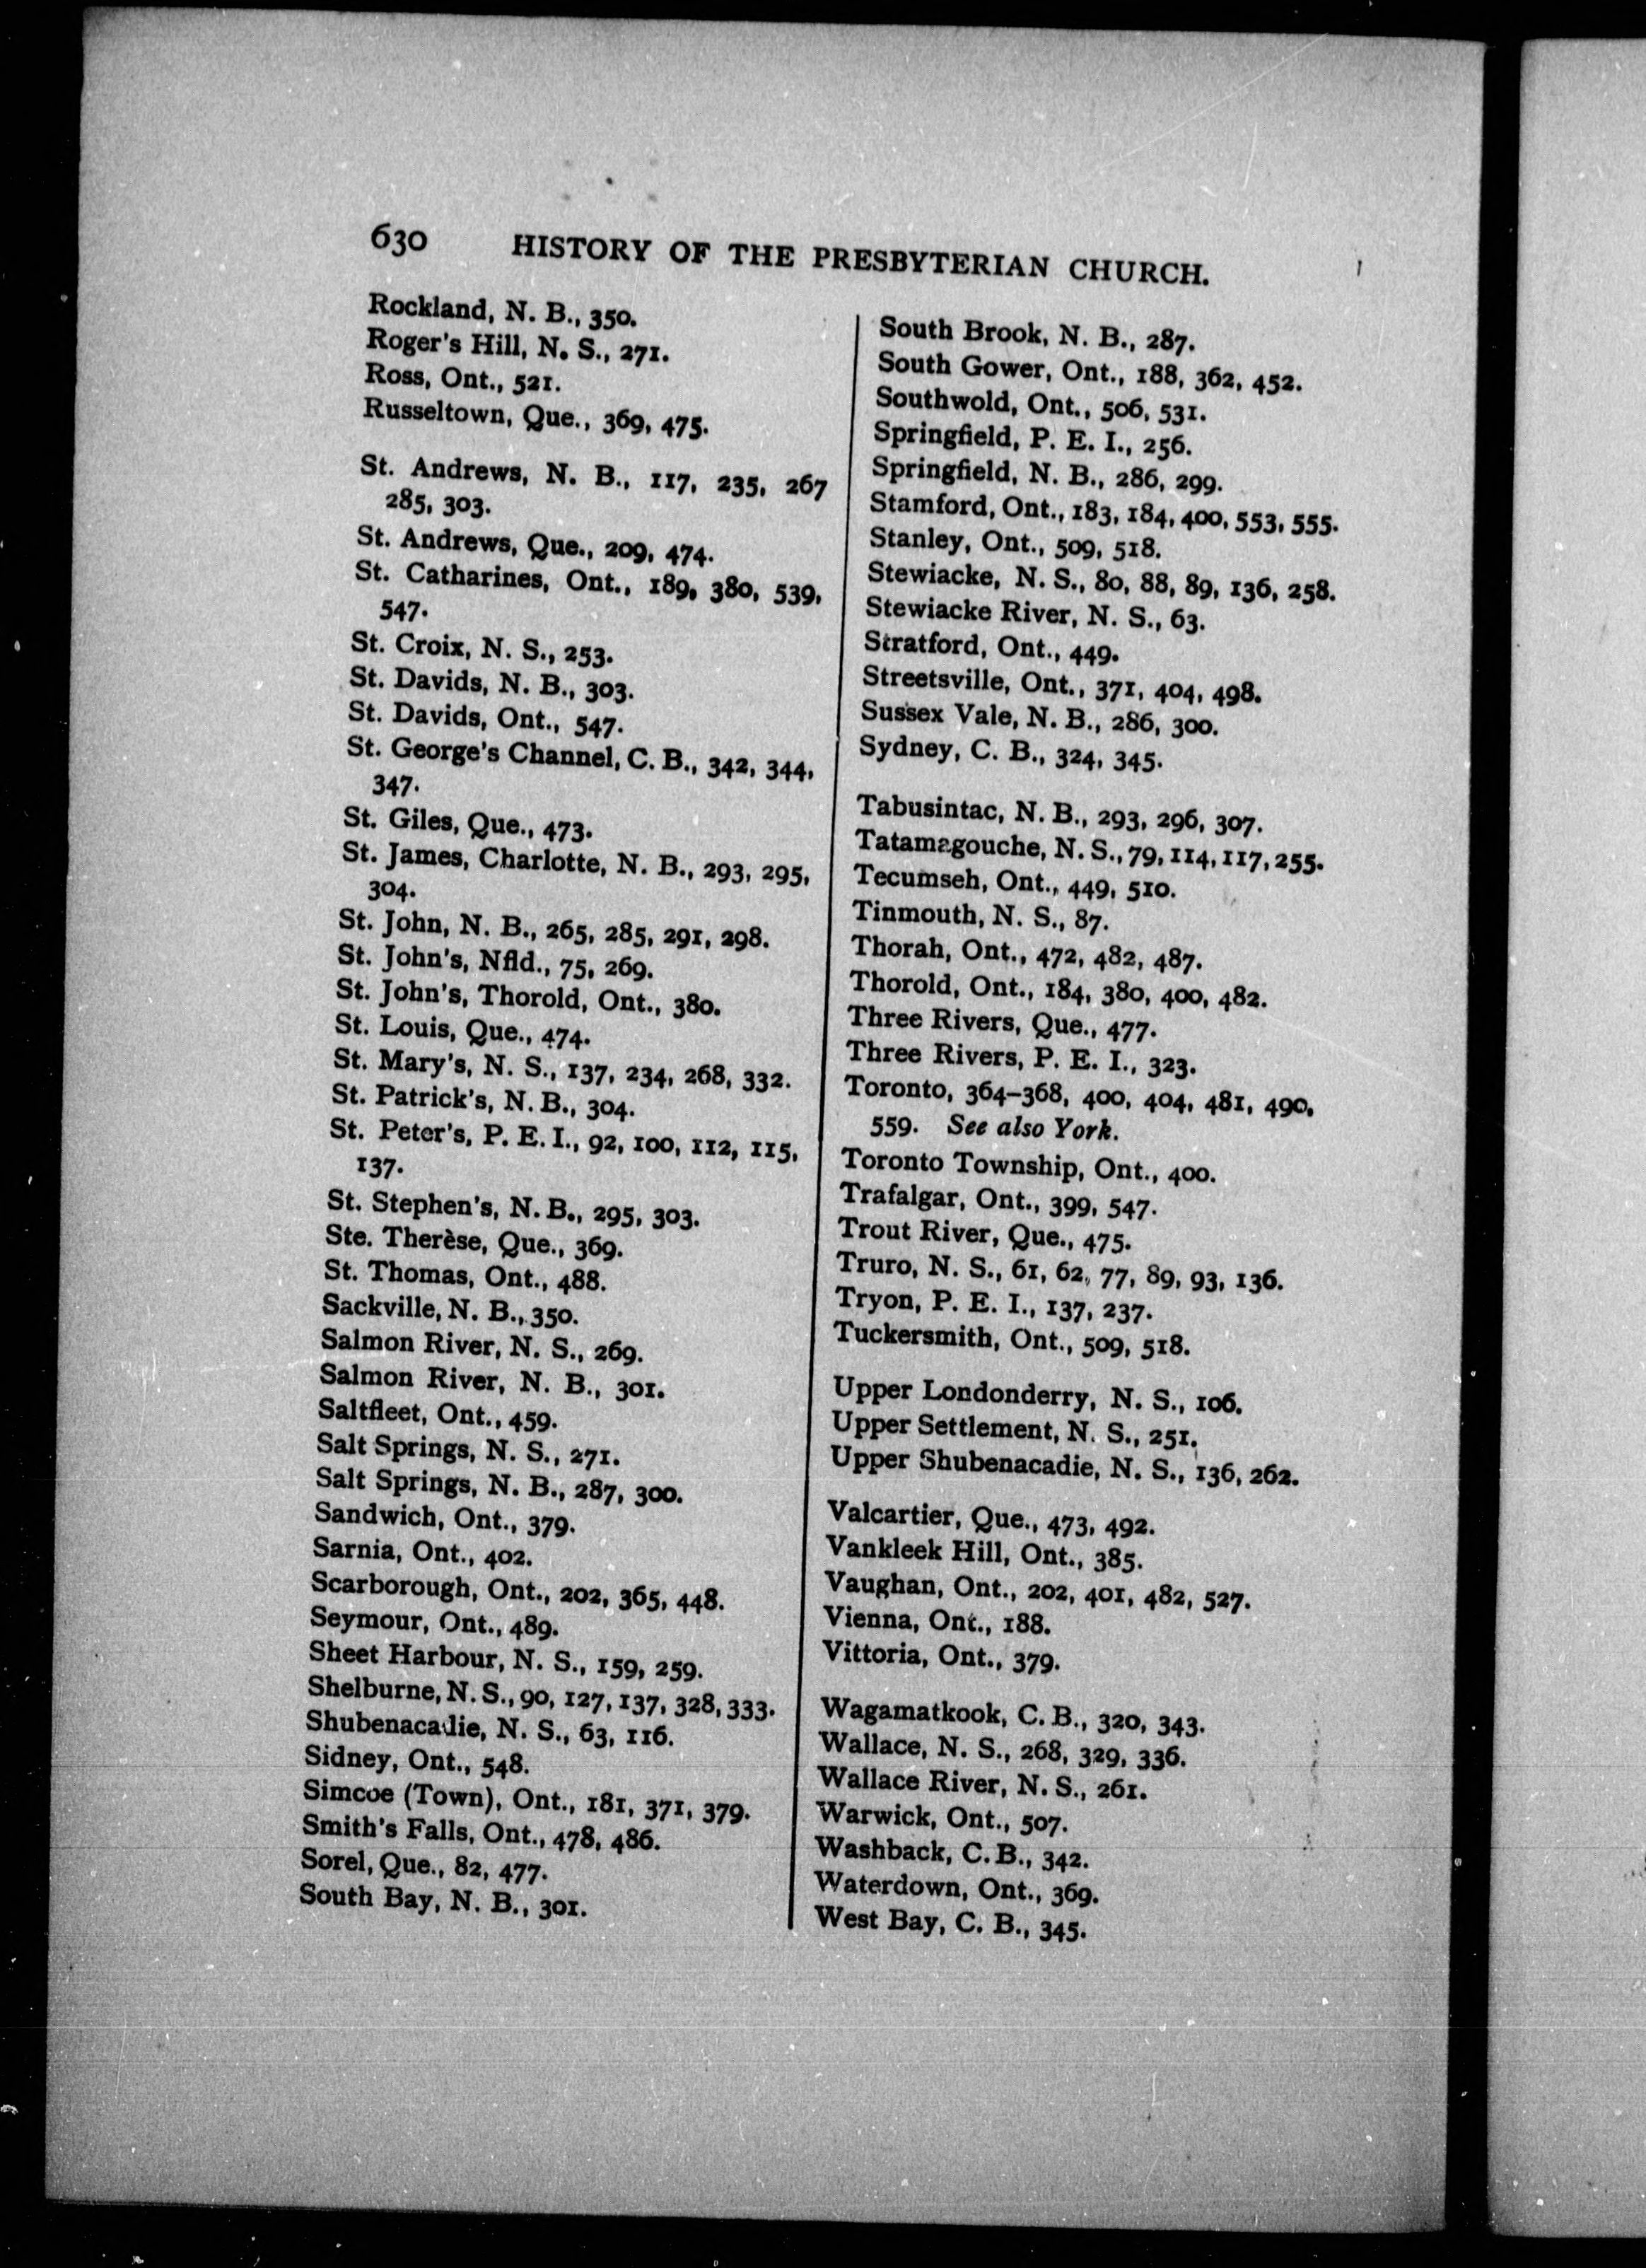 630 HISTORY OF THE PRESBYTERIAN CHURCH.
Rockland, N. B., 350.
Roger's Hill, N. S., 271.
Ross, Ont., 521.
Russeltown, Que., 369, 475.
St. Andrews, N. B., 117, 235, 267
285, 303.
St. Andrews, Que., 209, 474.
St. Catharines, Ont., 189, 380, 539,
547.
St. Croix, N. S., 253.
St. Davids, N. B., 303.
St. Davids, Ont., 547.
St. George's Channel, C. B., 342, 344,
347.
St. Giles, Que., 473.
St. James, Charlotte, N. B., 293, 295,
304.
St. John, N. B., 265, 285, 291, 298.
St. John's, Nfld., 75, 269.
St. John's, Thorold, Ont., 380.
St. Louis, Que., 474.
St. Mary's, N. S., 137, 234, 268, 332.
St. Patrick's, N. B., 304.
St. Peter's, P. E. I., 92, 100, 112, 115,
137.
St. Stephen's, N. B., 295, 303.
Ste. Therèse, Que., 369.
St. Thomas, Ont., 488.
Sackville, N. B., 350.
Salmon River, N. S., 269.
Salmon River, N. B., 301.
Saltfleet, Ont., 459.
Salt Springs, N. S., 271.
Salt Springs, N. B., 287, 300.
Sandwich, Ont., 379.
Sarnia, Ont., 402.
Scarborough, Ont., 202, 365, 448.
Seymour, Ont., 489.
Sheet Harbour, N. S., 159, 259.
Shelburne, N. S., 90, 127, 137, 328, 333.
Shubenacadie, N. S., 63, 116.
Sidney, Ont., 548.
Simcoe (Town), Ont., 181, 371, 379.
Smith's Falls, Ont., 478, 486.
Sorel, Que., 82, 477.
South Bay, N. B., 301.
South Brook, N. B., 287.
South Gower, Ont., 188, 362, 452.
Southwold, Ont., 506, 531.
Springfield, P. E. I., 256.
Springfield, N. B., 286, 299.
Stamford, Ont., 183, 184, 400, 553, 555.
Stanley, Ont., 509, 518.
Stewiacke, N. S., 80, 88, 89, 136, 258.
Stewiacke River, N. S., 63.
Stratford, Ont., 449.
Streetsville, Ont., 371, 404, 498.
Sussex Vale, N. B., 286, 300.
Sydney, C. B., 324, 345.
Tabusintac, N. B., 293, 296, 307.
Tatamagouche, N. S., 79, 114, 117, 255.
Tecumseh, Ont., 449, 510.
Tinmouth, N. S., 87.
Thorah, Ont., 472, 482, 487.
Thorold, Ont., 184, 380, 400, 482.
Three Rivers, Que., 477.
Three Rivers, P. E. I., 323.
Toronto, 364–368, 400, 404, 481, 490,
559. See also York.
Toronto Township, Ont., 400.
Trafalgar, Ont., 399, 547.
Trout River, Que., 475.
Truro, N. S., 61, 62, 77, 89, 93, 136.
Tryon, P. E. I., 137, 237.
Tuckersmith, Ont., 509, 518.
Upper Londonderry, N. S., 106.
Upper Settlement, N. S., 251.
Upper Shubenacadie, N. S., 136, 262.
Valcartier, Que., 473, 492.
Vankleek Hill, Ont., 385.
Vaughan, Ont., 202, 401, 482, 527.
Vienna, Ont., 188.
Vittoria, Ont., 379.
Wagamatkook, C. B., 320, 343.
Wallace, N. S., 268, 329, 336.
Wallace River, N. S., 261.
Warwick, Ont., 507.
Washback, C. B., 342.
Waterdown, Ont., 369.
West Bay, C. B., 345.